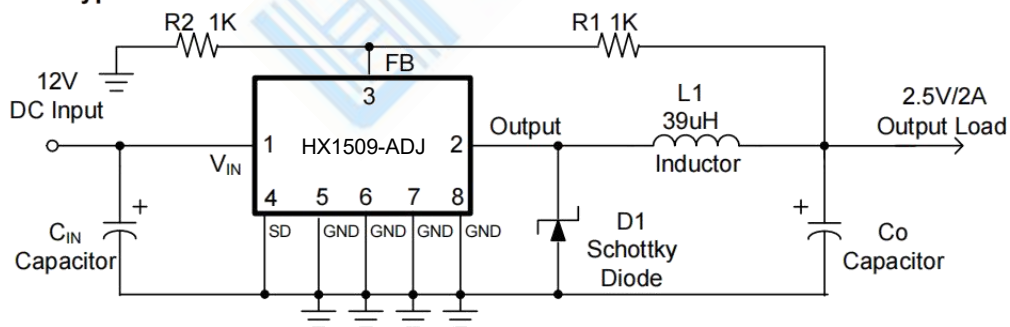 R2 1K
R1 1K
FB
12V
DC Input
3
L1
39uH
2.5V/2A
Output Load
Output
1
HX1509-ADJ
2
VIN
Inductor
4
5
6
7
8
SD
GND
GND
GND
GND
+
CIN
Capacitor
D1
Schottky
Diode
+
Co
Capacitor